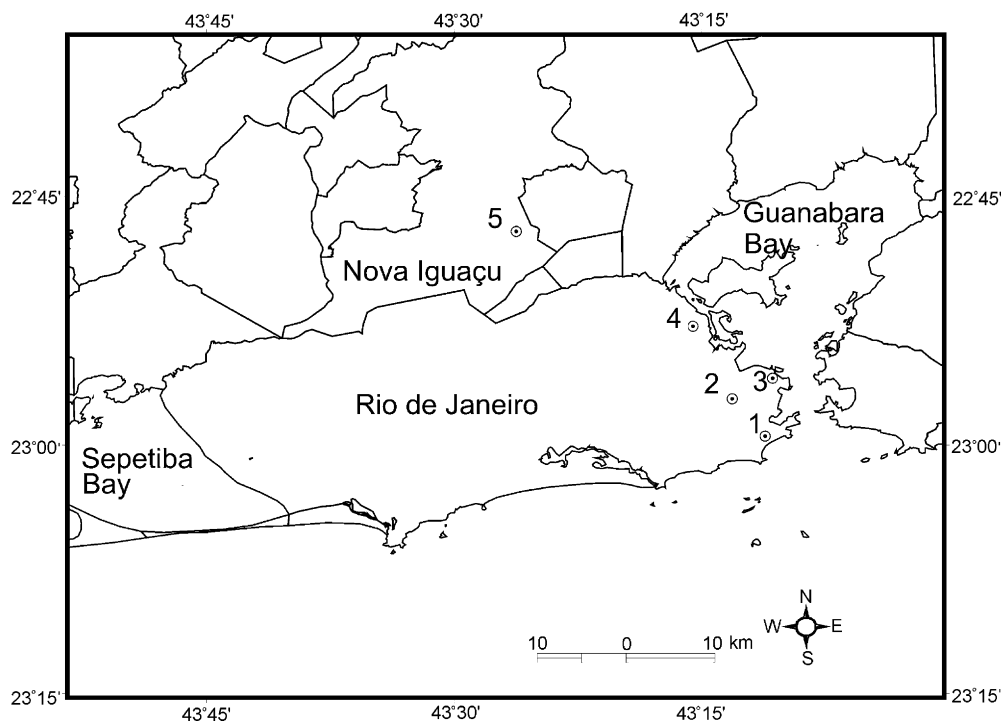 43°45' 43°30' 43°15'
22°45' 22°45'
Guanabara
Bay
5
Nova Iguaçu
4
3
2
Rio de Janeiro
1
23°00' 23°00'
Sepetiba
Bay
N
W E
S
10 0 10 km
23°15' 23°15'
43°45' 43°30' 43°15'